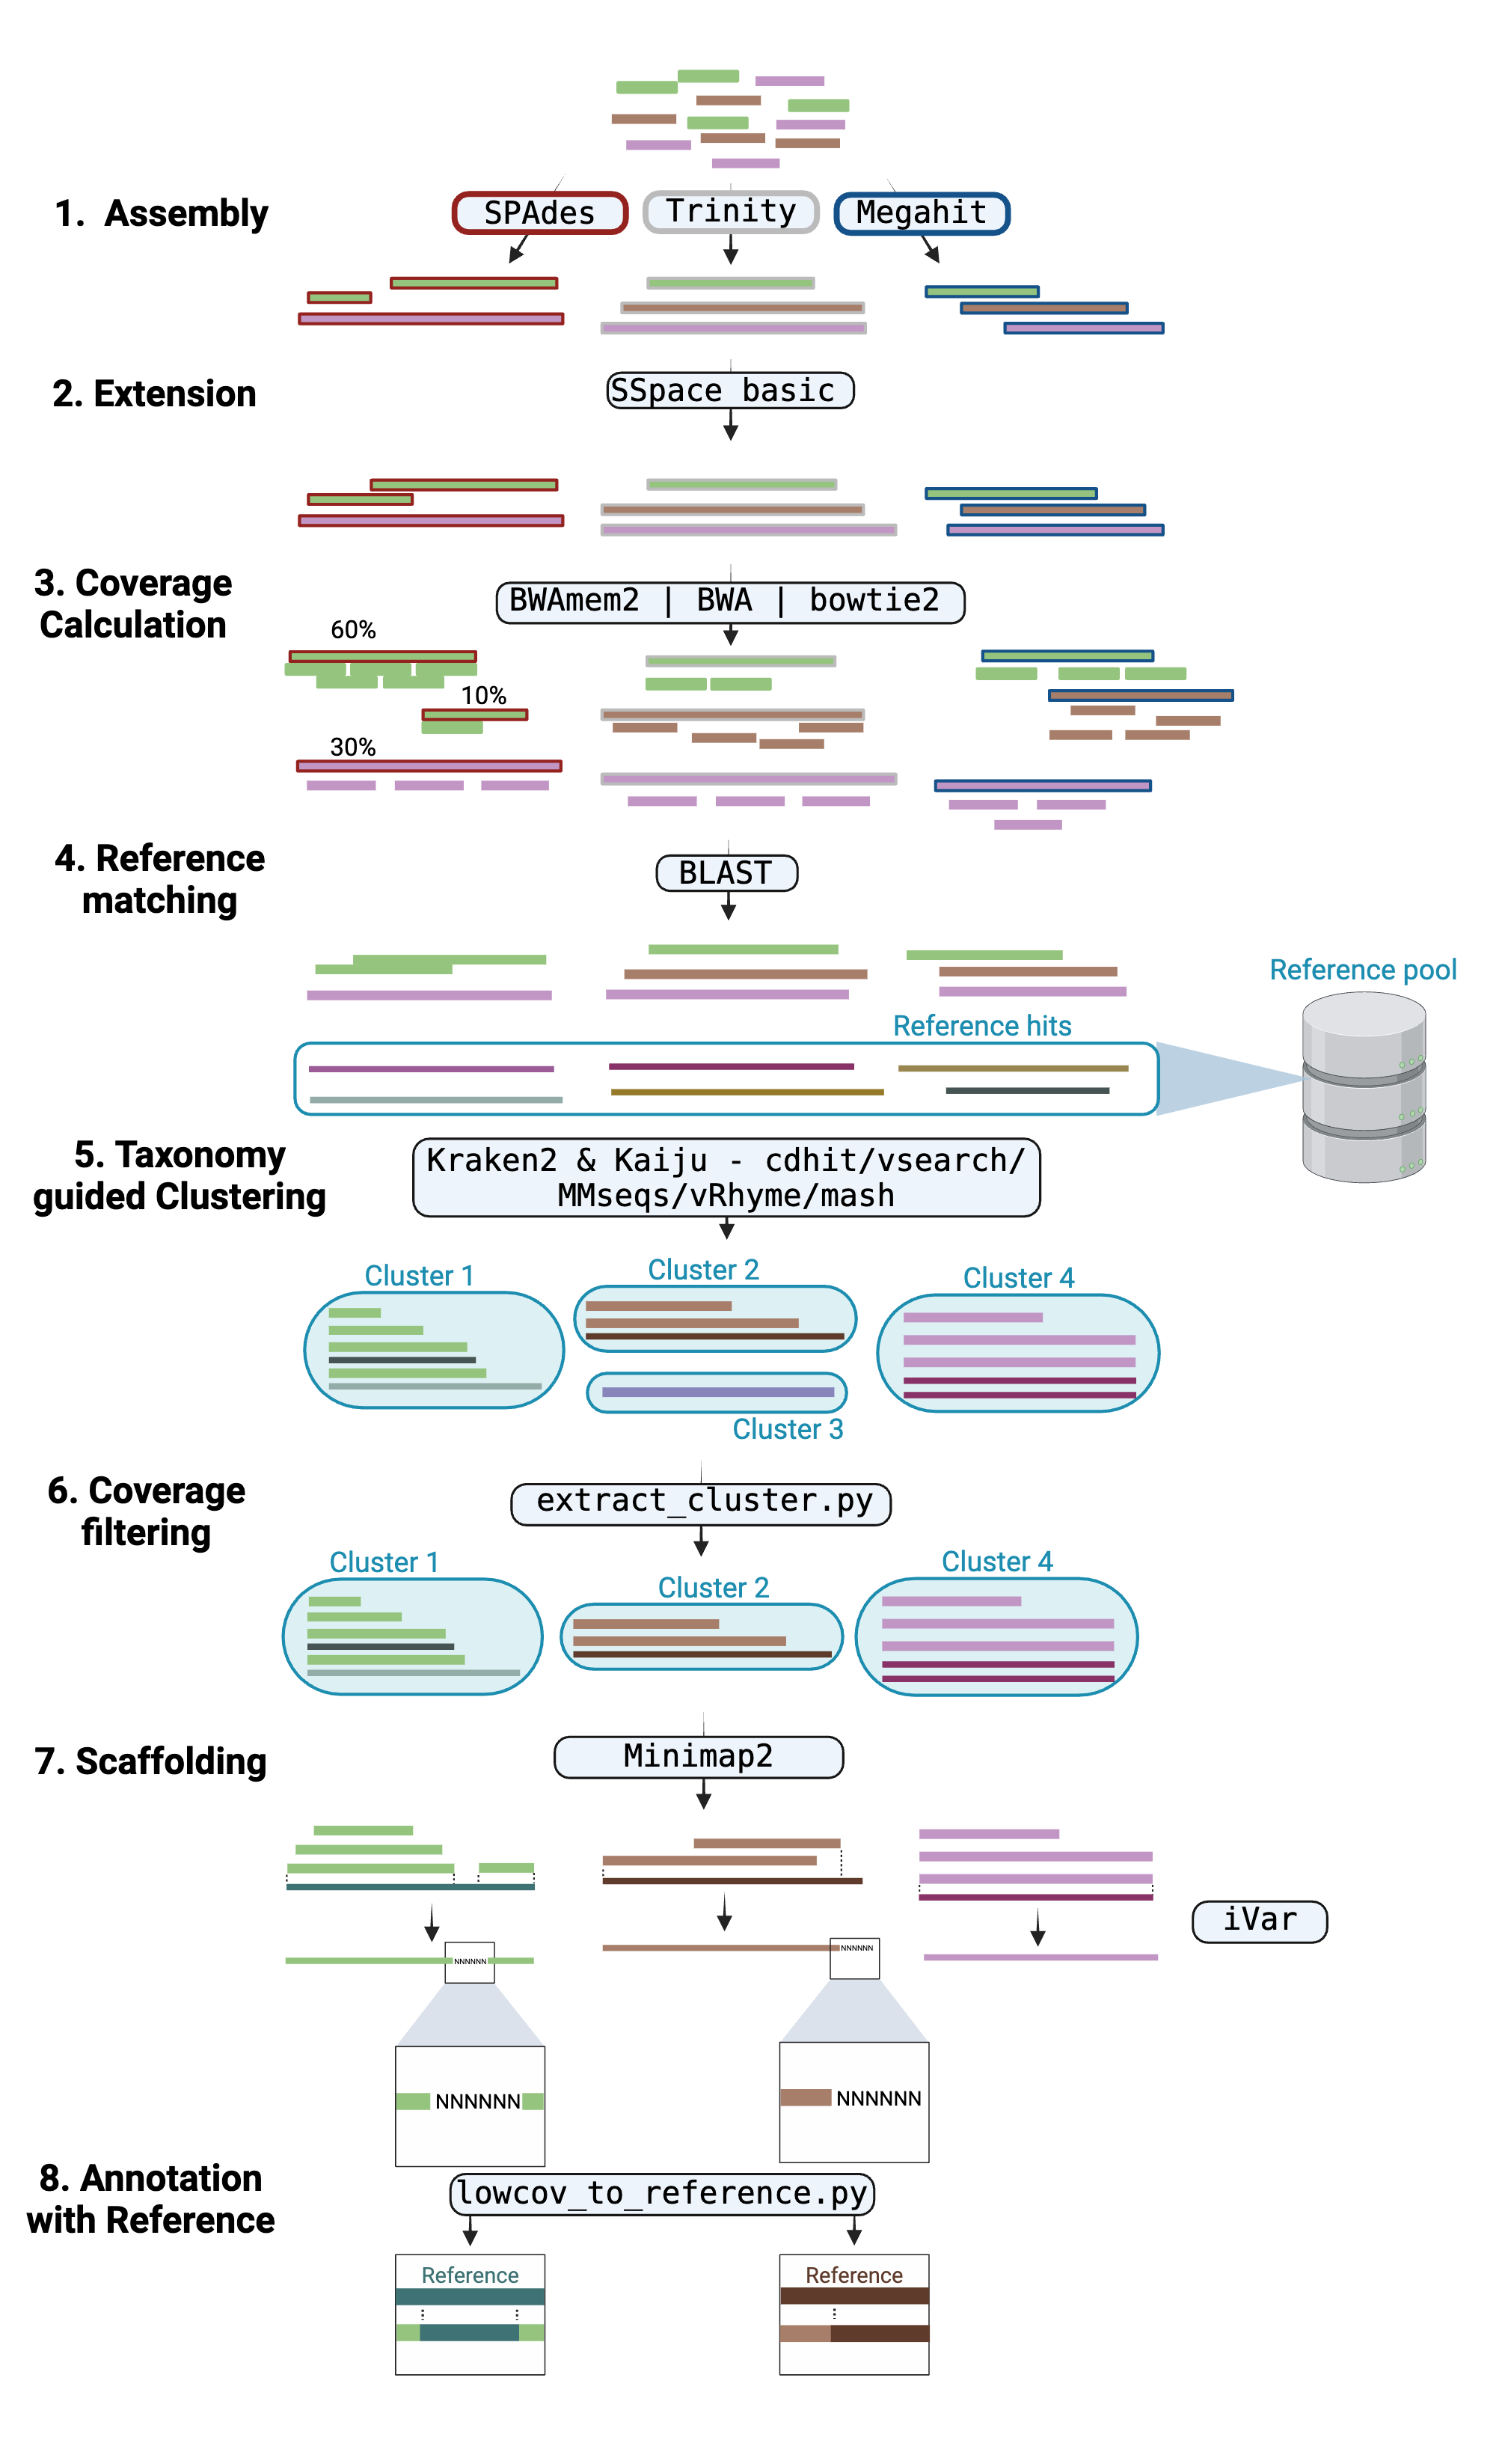 1. Assembly
SPAdes
Trinity
Megahit
2. Extension
SSpace basic
3. Coverage
Calculation
BWAmem2 | BWA | bowtie2
60%
10%
30%
4. Reference
matching
BLAST
Reference pool
Reference hits
5. Taxonomy
guided Clustering
Kraken2 & Kaiju - cdhit/vsearch/
MMseqs/vRhyme/mash
Cluster 1
Cluster 2
Cluster 4
Cluster 3
6. Coverage
filtering
extract_cluster.py
Cluster 1
Cluster 2
Cluster 4
7. Scaffolding
Minimap2
iVar
NNNNNN
NNNNNN
NNNNNN
NNNNNN
8. Annotation
with Reference
lowcov_to_reference.py
Reference
Reference